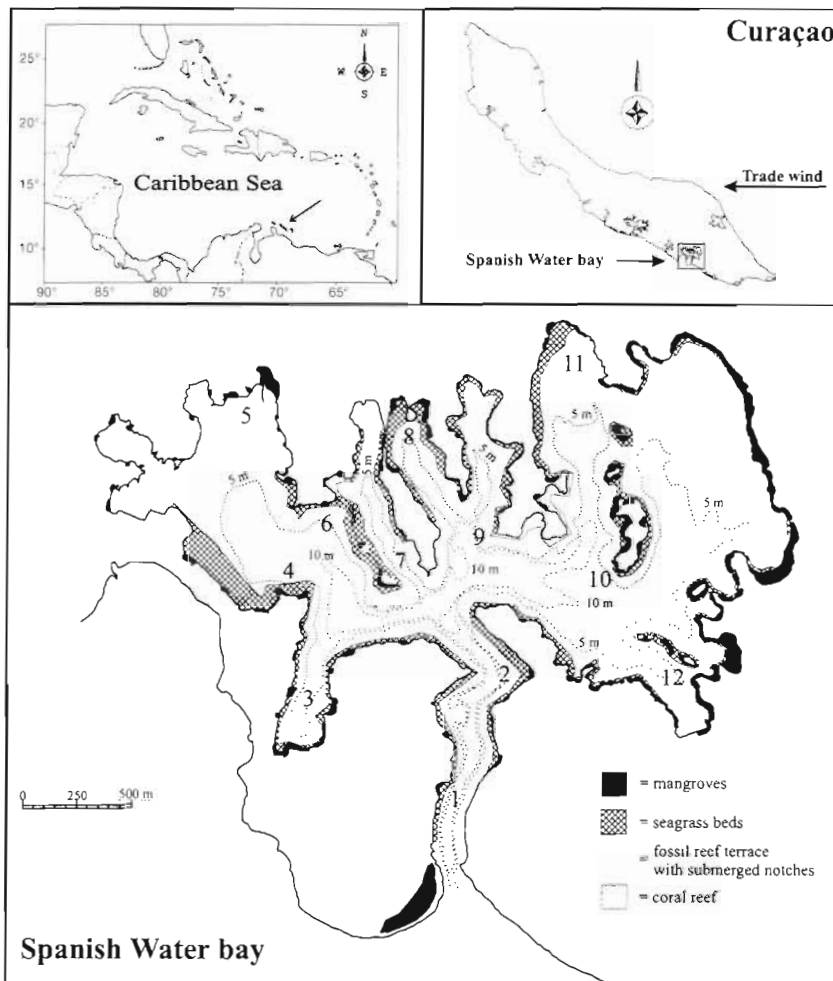 25°
20°
15°
10°
90°
85°
80°
75°
70°
65°
Caribbean Sea
N
W E
S
Curaçao
Trade wind
Spanish Water bay
11
5
5 m
8
5 m
5 m
5 m
5 m
6
9
10 m
7
10 m
10
4
10 m
5 m
2
12
3
1
0 250 500 m
= mangroves
= seagrass beds
= fossil reef terrace
with submerged notches
= coral reef
Spanish Water bay